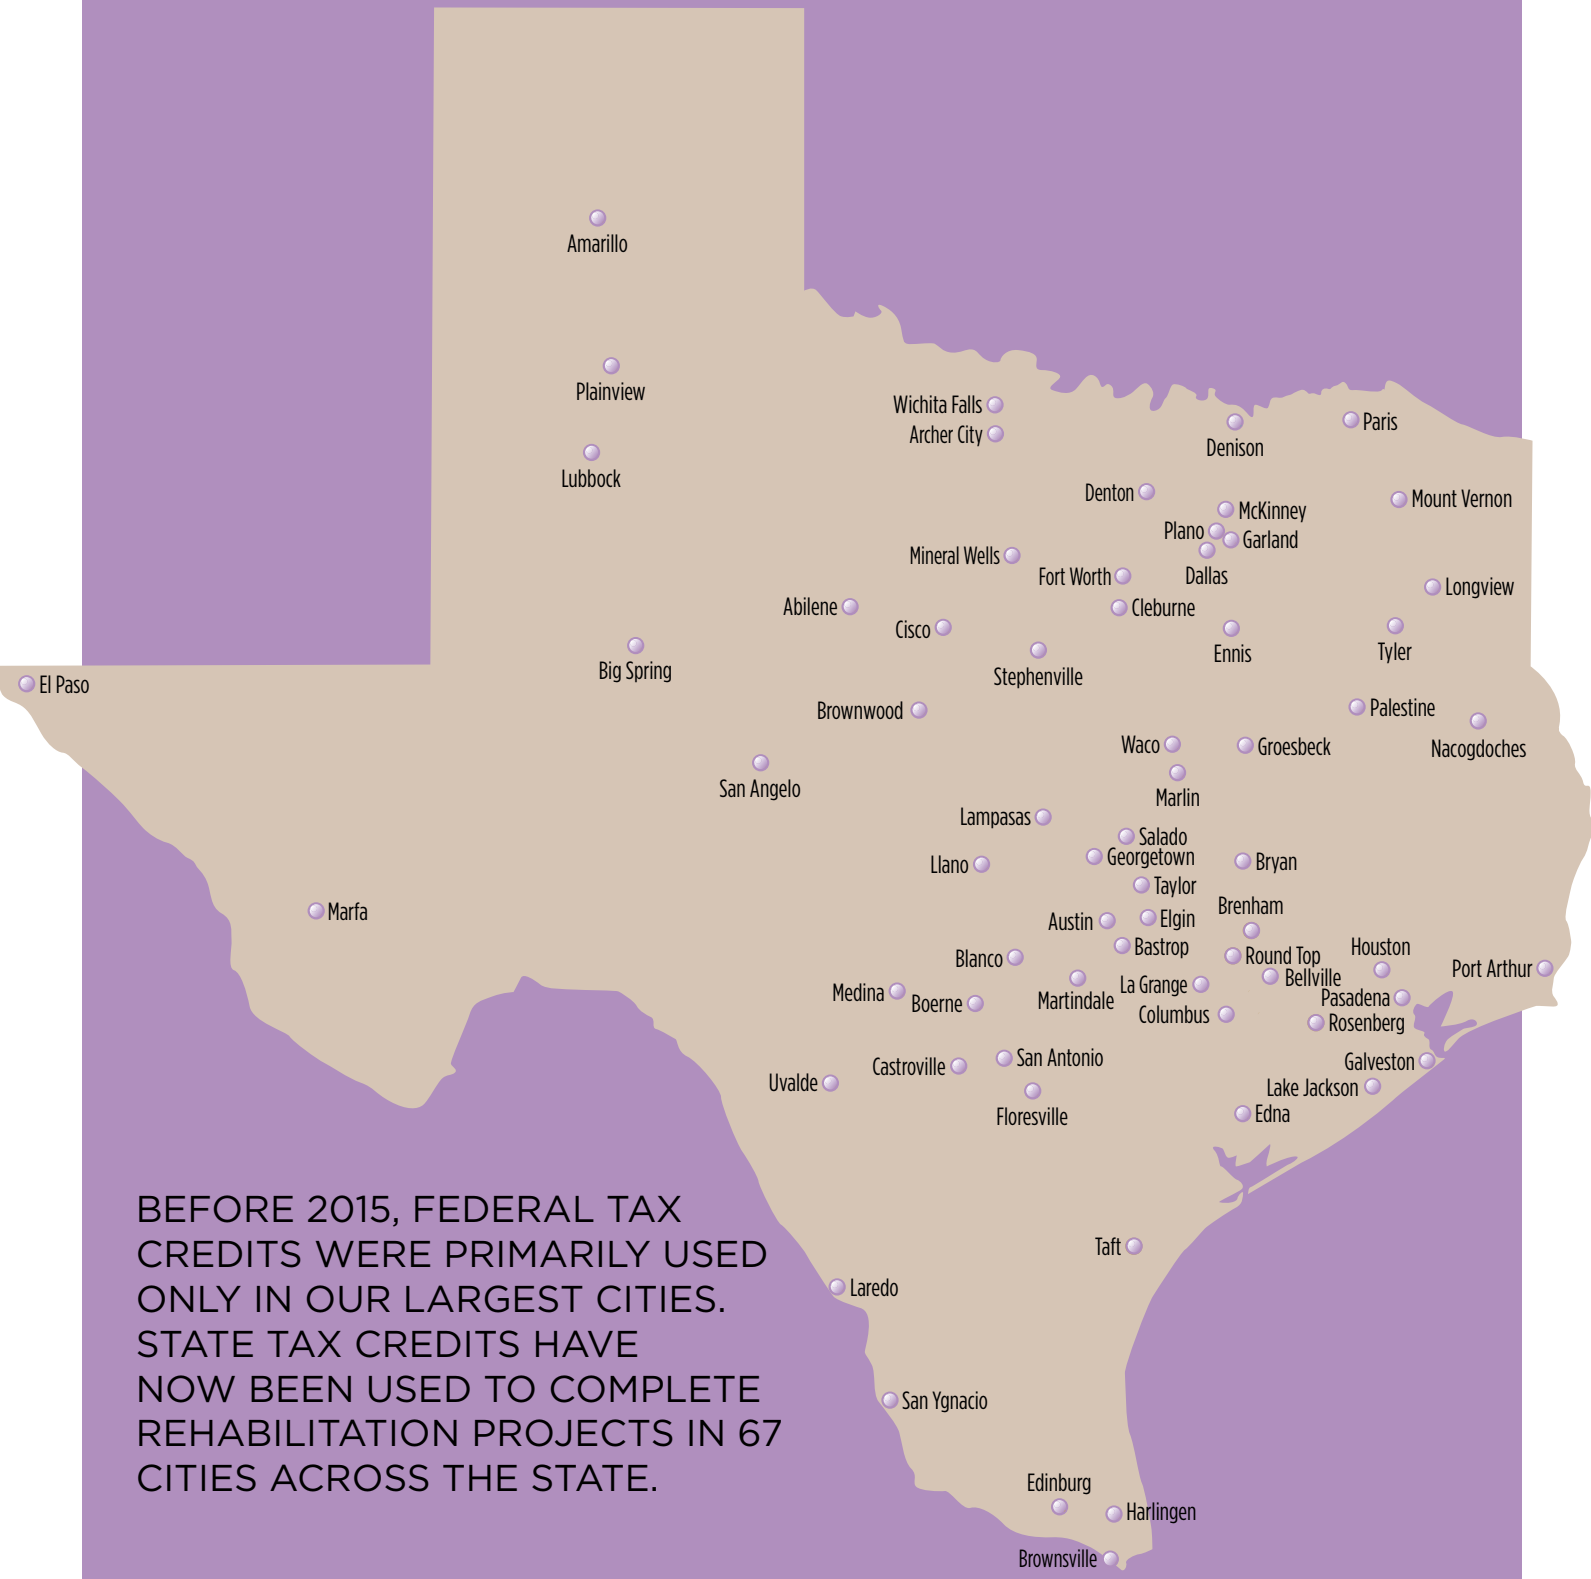 Amarillo
Plainview
Wichita Falls
Archer City
Paris
Denison
Lubbock
Denton
Mount Vernon
McKinney
Plano
Garland
Mineral Wells
Fort Worth
Dallas
Longview
Abilene
Cleburne
Cisco
Ennis
Tyler
Big Spring
Stephenville
El Paso
Brownwood
Palestine
Waco
Groesbeck
Nacogdoches
San Angelo
Marlin
Lampasas
Salado
Georgetown
Llano
Bryan
Taylor
Brenham
Marfa
Austin
Elgin
Bastrop
Houston
Blanco
Round Top
Port Arthur
Bellville
Medina
La Grange
Boerne
Martindale
Pasadena
Columbus
Rosenberg
San Antonio
Castroville
Galveston
Uvalde
Lake Jackson
Floresville
Edna
BEFORE 2015, FEDERAL TAX
CREDITS WERE PRIMARILY USED
ONLY IN OUR LARGEST CITIES.
STATE TAX CREDITS HAVE
NOW BEEN USED TO COMPLETE
REHABILITATION PROJECTS IN 67
CITIES ACROSS THE STATE.
Taft
Laredo
San Ygnacio
Edinburg
Harlingen
Brownsville